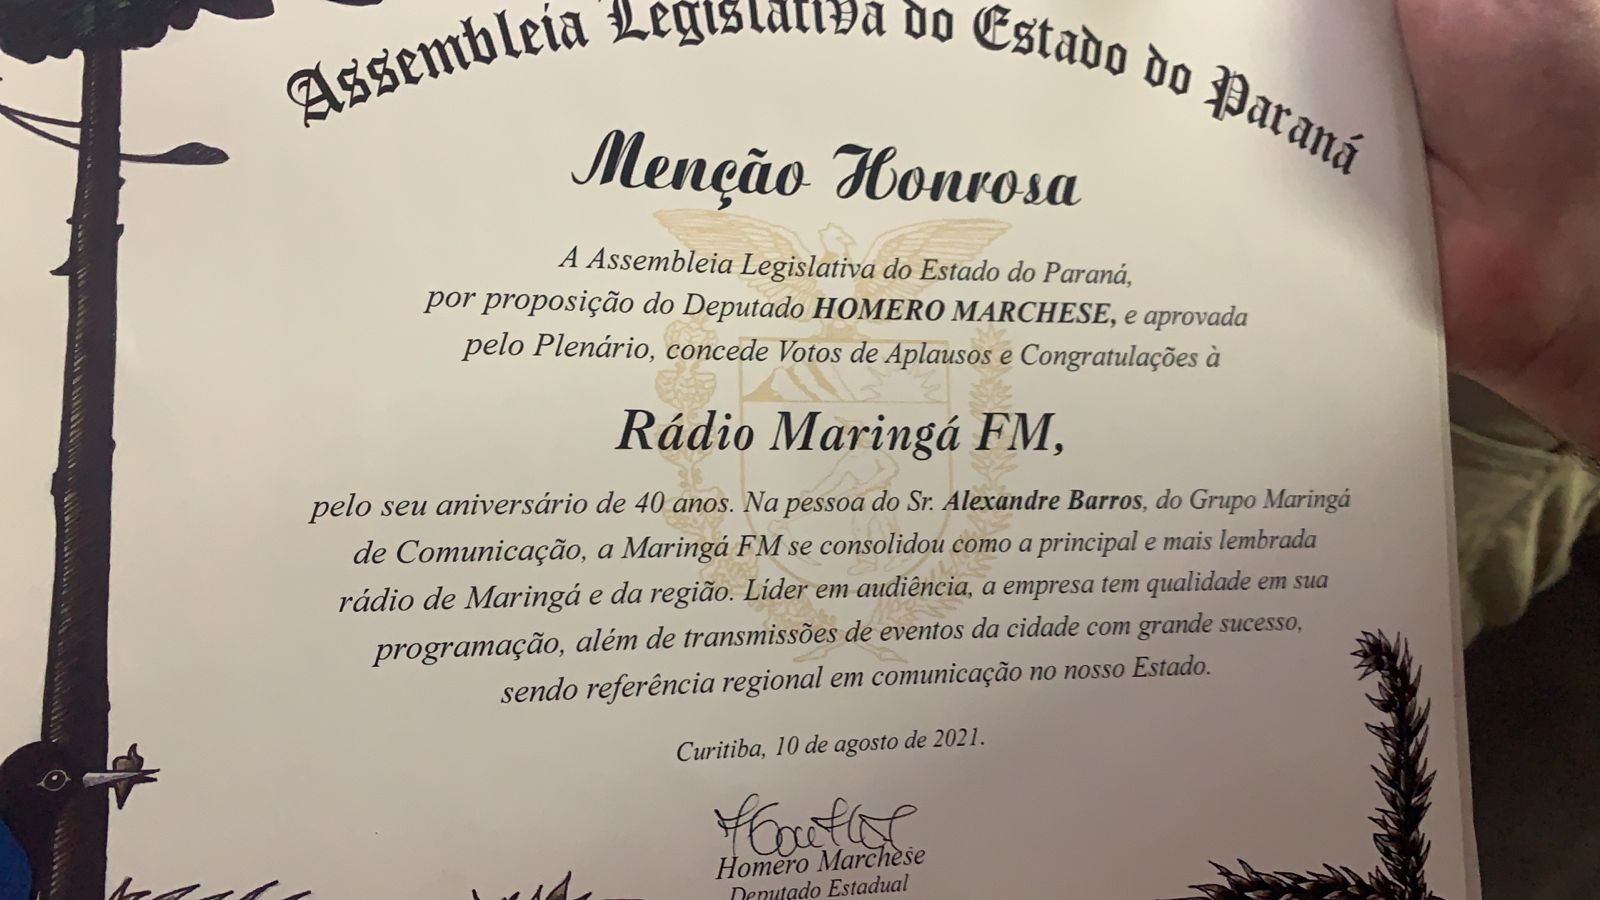 Assembleia Legislativa do Estado do Paraná
Menção Honrosa
A Assembleia Legislativa do Estado do Paraná,
por proposição do Deputado HOMERO MARCHESE, e aprovada
pelo Plenário, concede Votos de Aplausos e Congratulações à
Rádio Maringá FM,
pelo seu aniversário de 40 anos. Na pessoa do Sr. Alexandre Barros, do Grupo Maringá
de Comunicação, a Maringá FM se consolidou como a principal e mais lembrada
rádio de Maringá e da região. Líder em audiência, a empresa tem qualidade em sua
programação, além de transmissões de eventos da cidade com grande sucesso,
sendo referência regional em comunicação no nosso Estado.
Curitiba, 10 de agosto de 2021.
Homero Marchese
Deputado Estadual